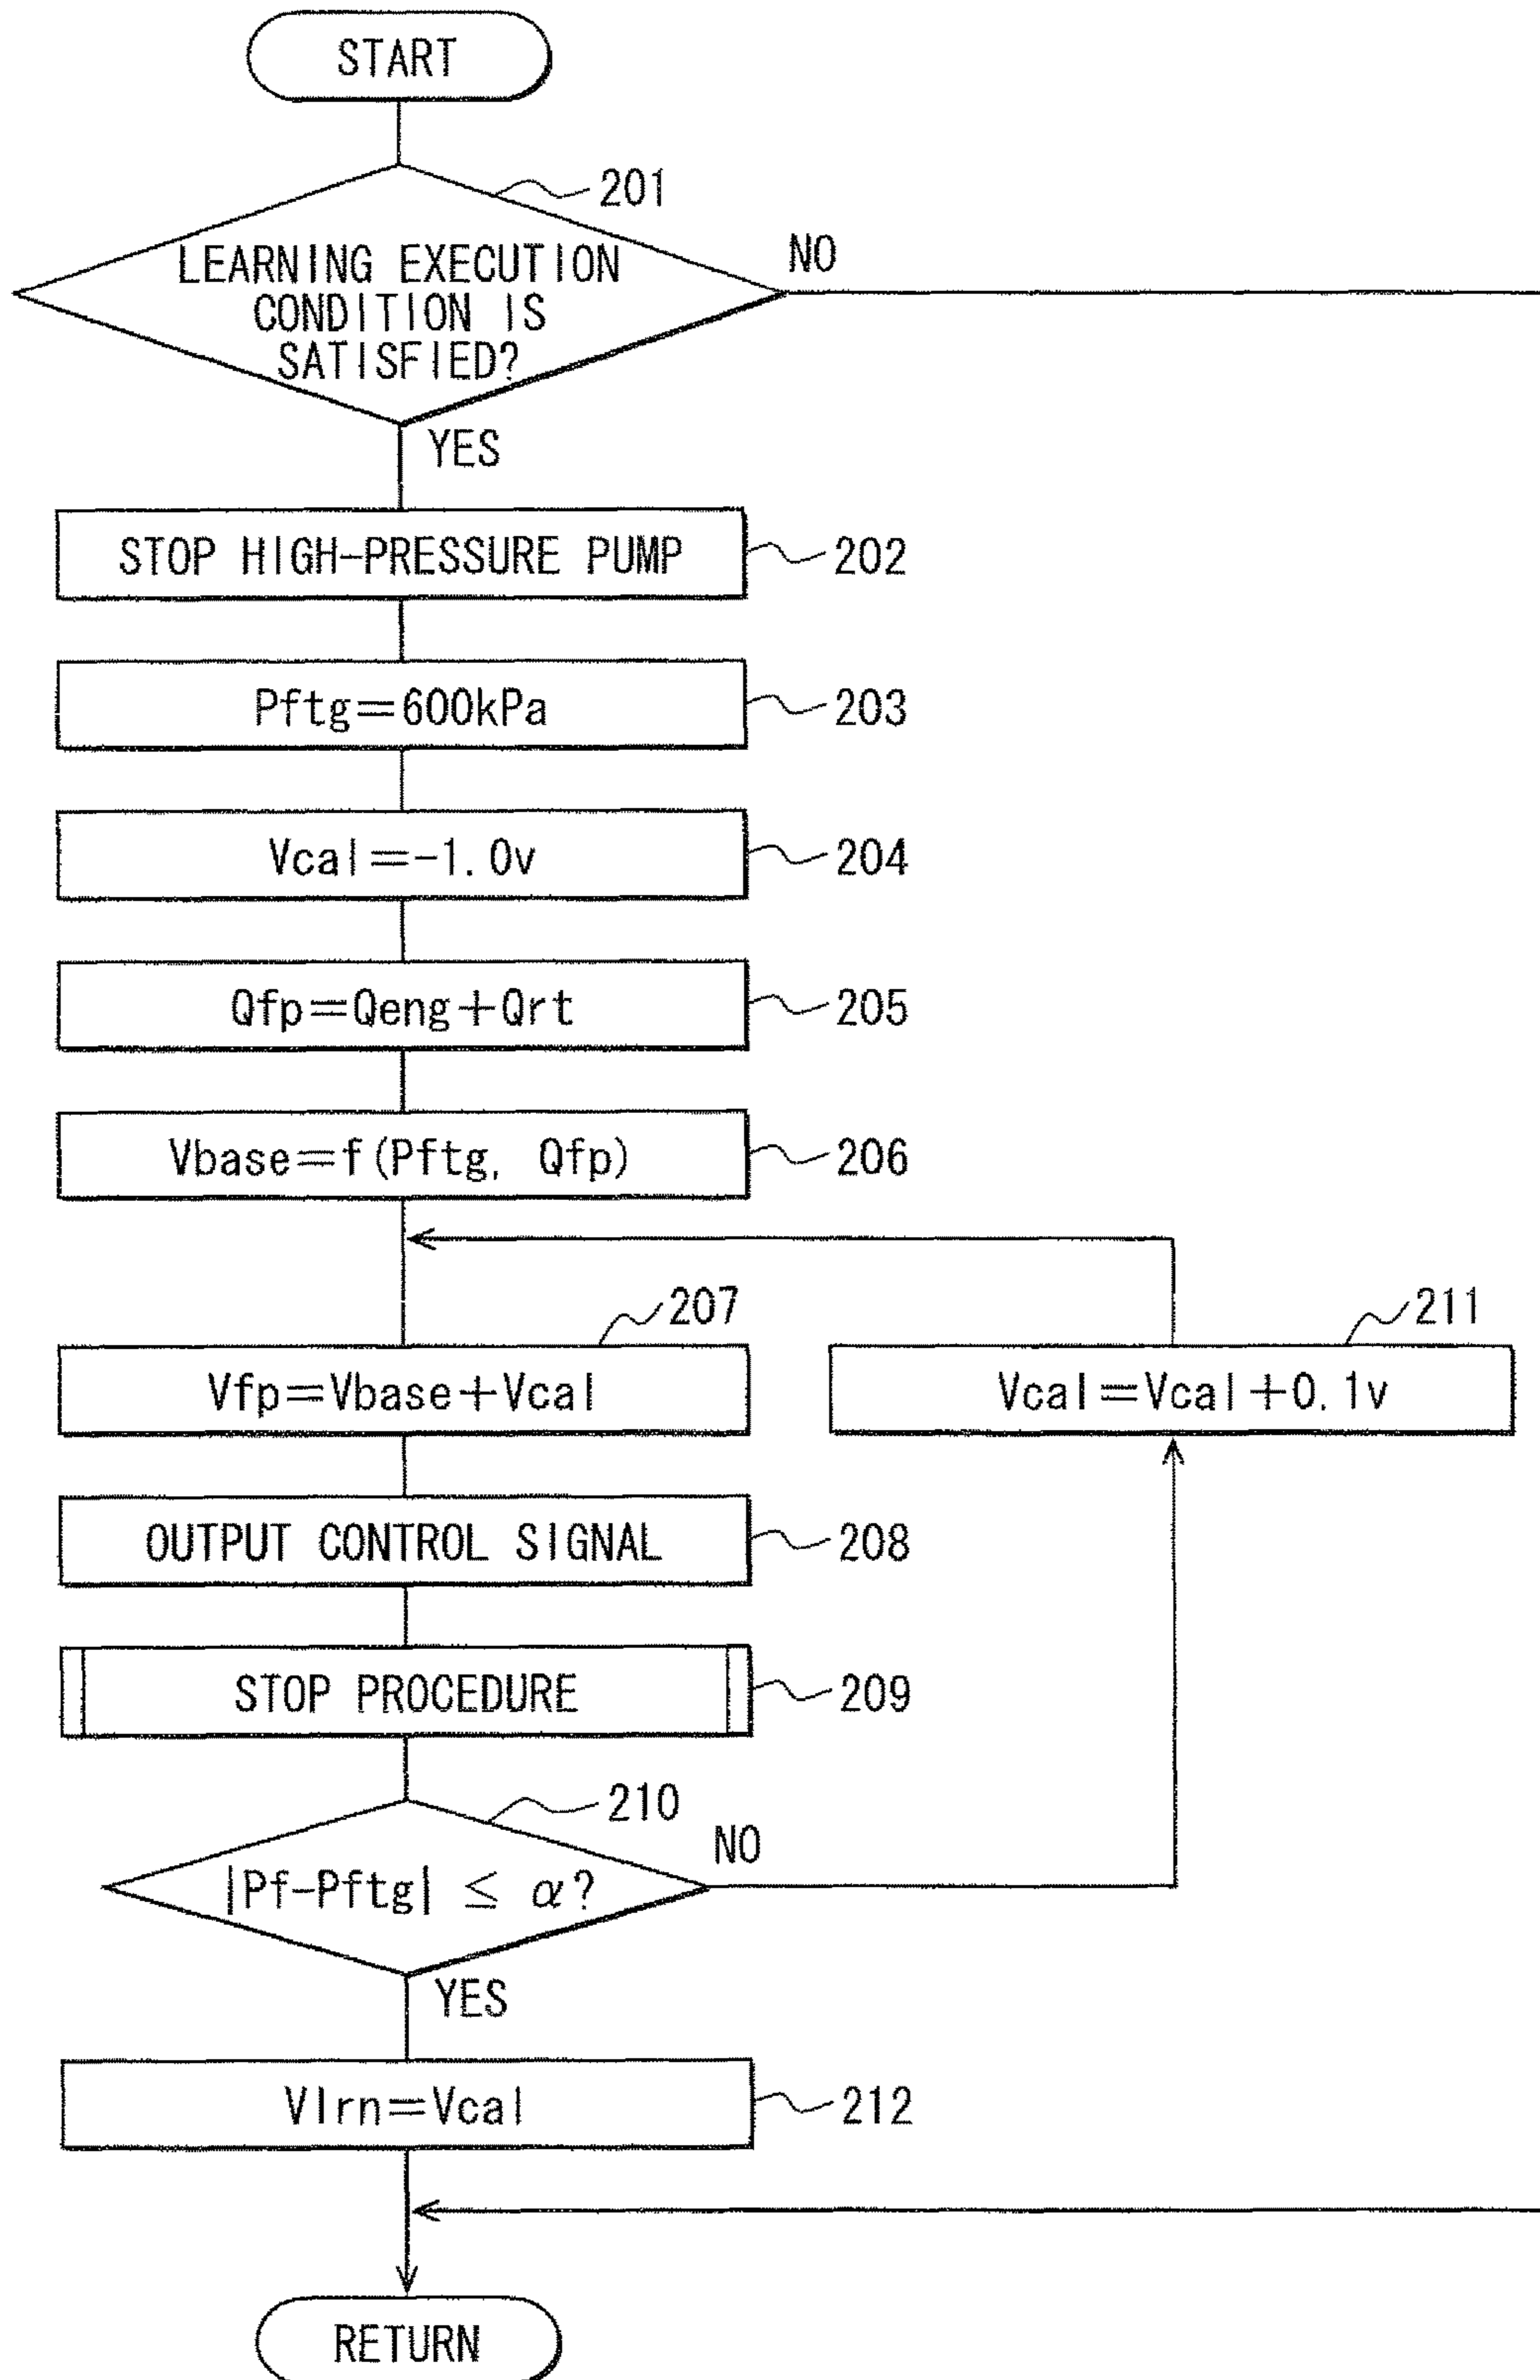 START
201
LEARNING EXECUTION
CONDITION IS
SATISFIED?
NO
YES
STOP HIGH-PRESSURE PUMP
202
Pftg=600kPa
203
Vcal=-1.0v
204
Qfp=Qeng+Qrt
205
Vbase=f(Pftg, Qfp)
206
207
Vfp=Vbase+Vcal
211
Vcal=Vcal+0.1v
OUTPUT CONTROL SIGNAL
208
STOP PROCEDURE
209
210
|Pf-Pftg| ≤ α?
NO
YES
Vlrn=Vcal
212
RETURN